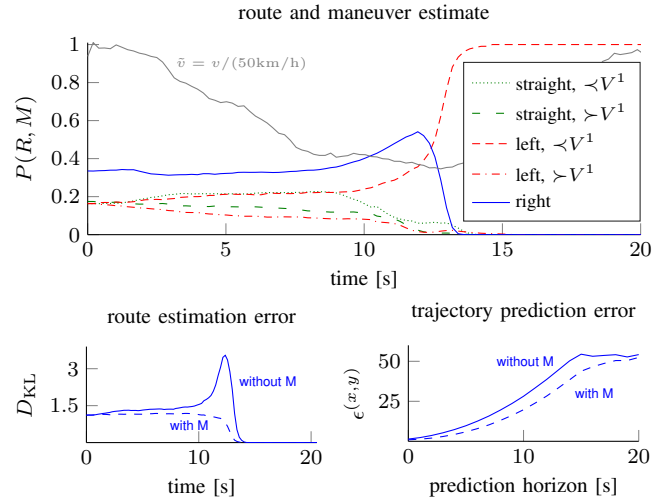 route and maneuver estimate
P(R, M)
1
0.8
0.6
0.4
0.2
0
ṽ = v/(50km/h)
straight, ≺V¹
straight, ≻V¹
left, ≺V¹
left, ≻V¹
right
0 5 10 15 20
time [s]
route estimation error
D_KL
3
1.5
without M
with M
0 10 20
time [s]
trajectory prediction error
ϵ^(x,y)
50
25
without M
with M
0 5 10 15 20
prediction horizon [s]